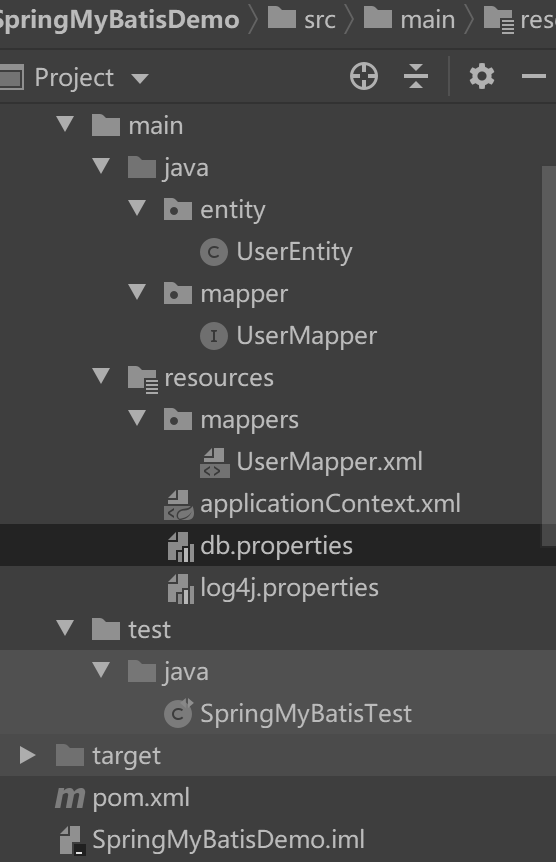 SpringMyBatisDemo src main res
Project
main
java
entity
C UserEntity
mapper
I UserMapper
resources
mappers
UserMapper.xml
applicationContext.xml
db.properties
log4j.properties
test
java
C SpringMyBatisTest
target
m pom.xml
SpringMyBatisDemo.iml